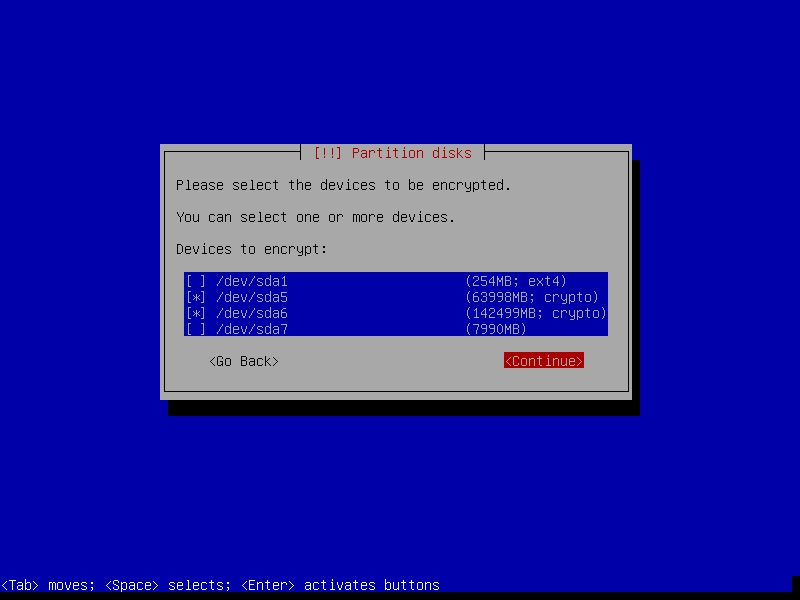 [!!] Partition disks
Please select the devices to be encrypted.
You can select one or more devices.
Devices to encrypt:
[ ] /dev/sda1 (254MB; ext4)
[*] /dev/sda5 (63998MB; crypto)
[*] /dev/sda6 (142499MB; crypto)
[ ] /dev/sda7 (7990MB)
<Go Back> <Continue>
<Tab> moves; <Space> selects; <Enter> activates buttons